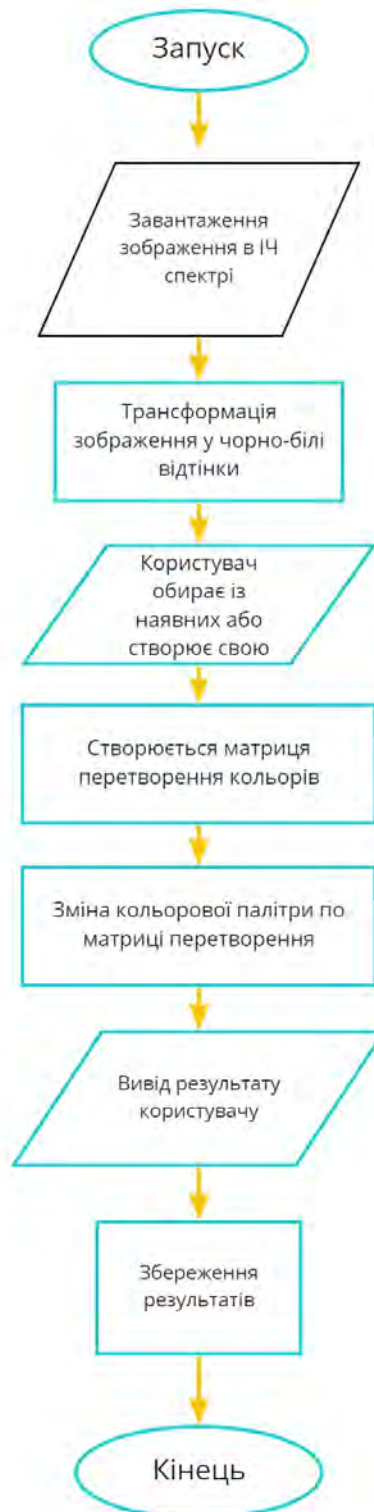 Запуск
Завантаження
зображення в ІЧ
спектрі
Трансформація
зображення у чорно-білі
відтінки
Користувач
обирає із
наявних або
створює свою
Створюється матриця
перетворення кольорів
Зміна кольорової палітри по
матриці перетворення
Вивід результату
користувачу
Збереження
результатів
Кінець